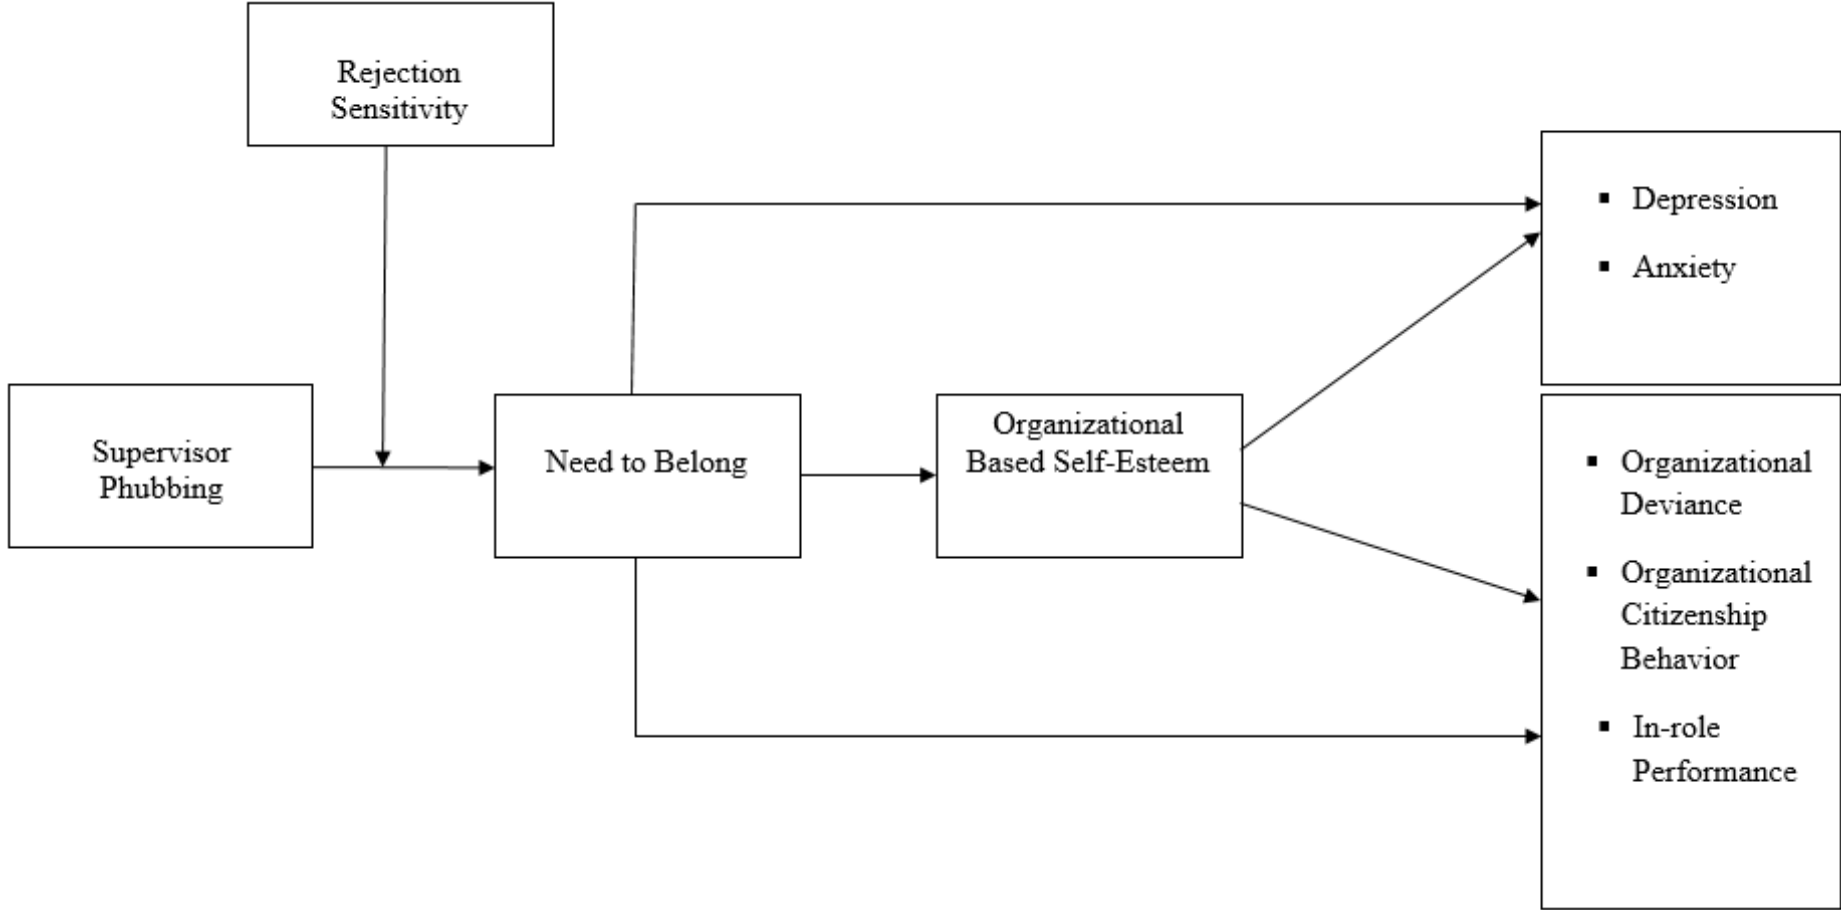 Rejection
Sensitivity
Supervisor
Phubbing
Need to Belong
Organizational
Based Self-Esteem
▪ Depression
▪ Anxiety
▪ Organizational
Deviance
▪ Organizational
Citizenship
Behavior
▪ In-role
Performance